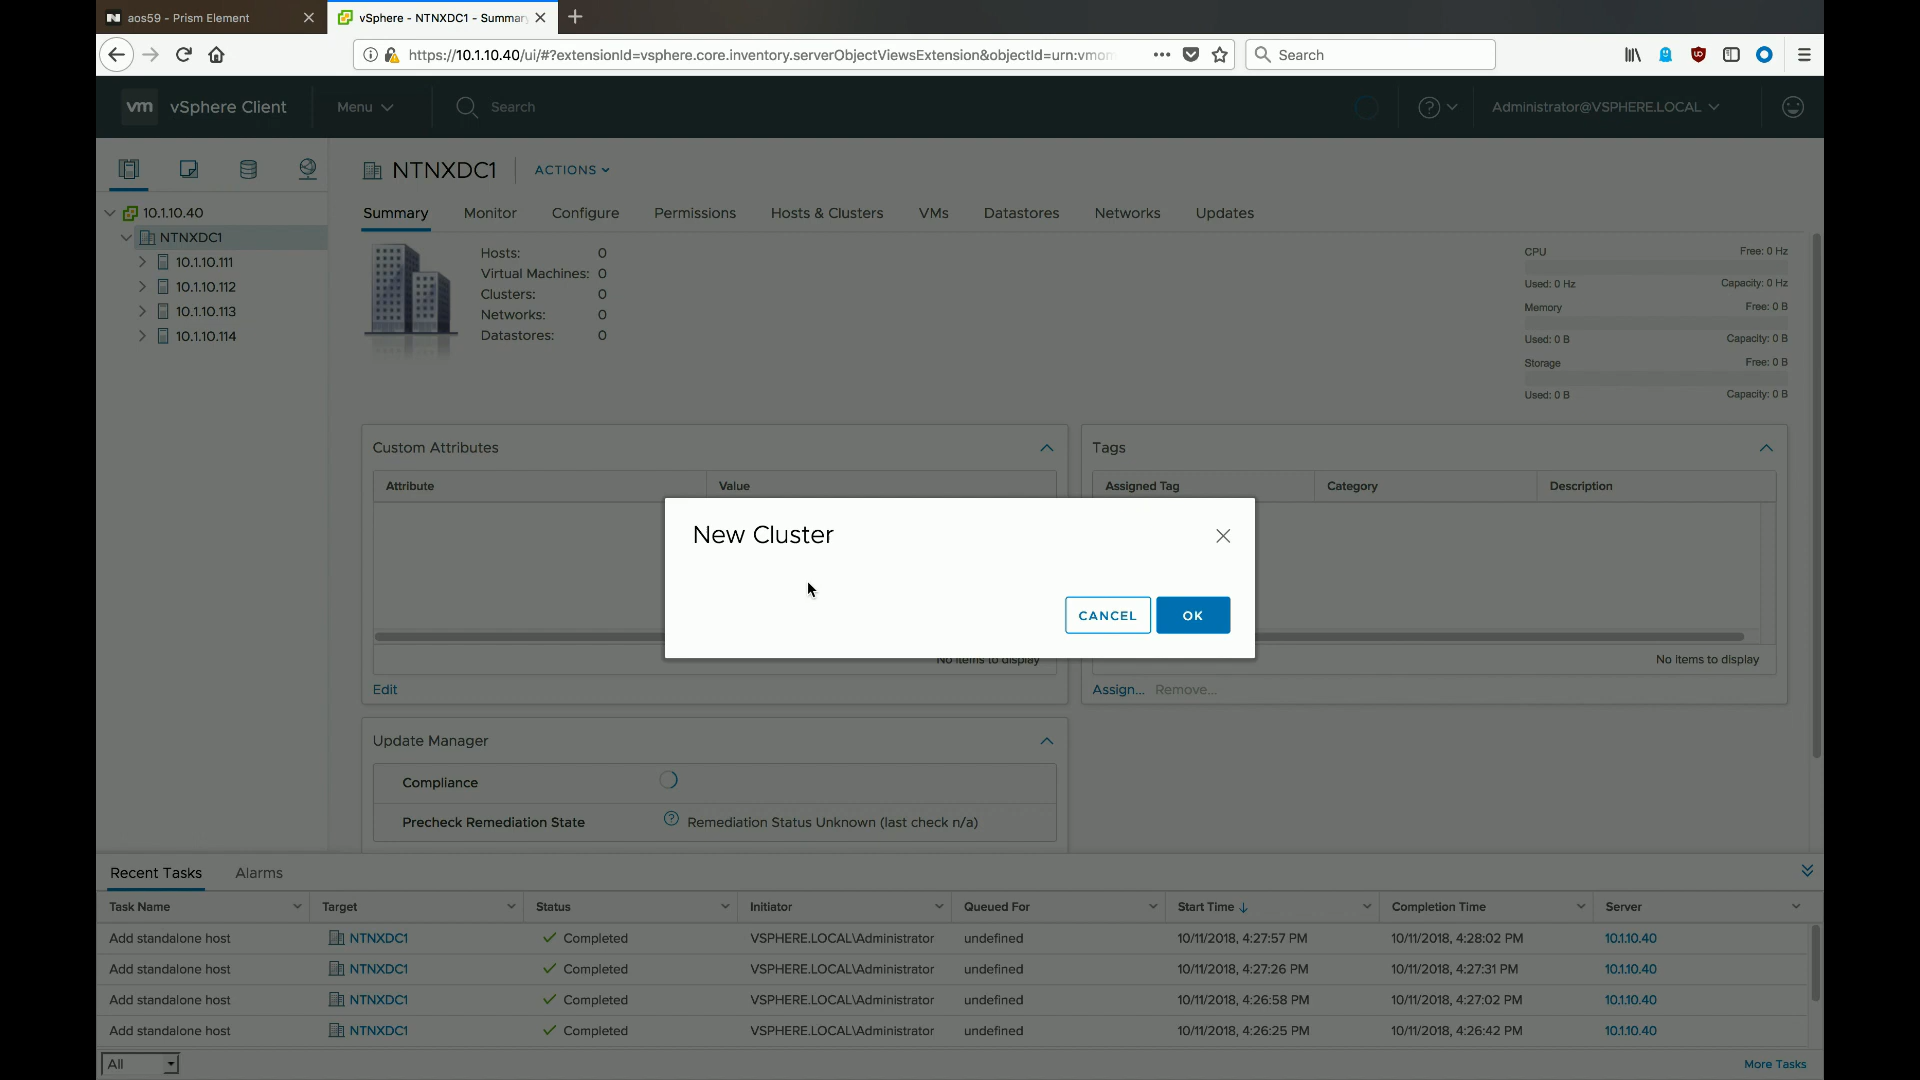 aos59 - Prism Element
vSphere - NTNXDC1 - Summar
https://10.1.10.40/ui/#?extensionId=vsphere.core.inventory.serverObjectViewsExtension&objectId=urn:vmom
Search
vm vSphere Client
Menu
Search
Administrator@VSPHERE.LOCAL
NTNXDC1
ACTIONS
10.1.10.40
NTNXDC1
10.1.10.111
10.1.10.112
10.1.10.113
10.1.10.114
Summary Monitor Configure Permissions Hosts & Clusters VMs Datastores Networks Updates
Hosts: 0
Virtual Machines: 0
Clusters: 0
Networks: 0
Datastores: 0
CPU Free: 0 Hz
Used: 0 Hz Capacity: 0 Hz
Memory Free: 0 B
Used: 0 B Capacity: 0 B
Storage Free: 0 B
Used: 0 B Capacity: 0 B
Custom Attributes
Attribute Value
No items to display
Edit
Tags
Assigned Tag Category Description
No items to display
Assign... Remove...
New Cluster
CANCEL OK
Update Manager
Compliance
Precheck Remediation State Remediation Status Unknown (last check n/a)
Recent Tasks Alarms
Task Name Target Status Initiator Queued For Start Time Completion Time Server
Add standalone host NTNXDC1 Completed VSPHERE.LOCAL\Administrator undefined 10/11/2018, 4:27:57 PM 10/11/2018, 4:28:02 PM 10.1.10.40
Add standalone host NTNXDC1 Completed VSPHERE.LOCAL\Administrator undefined 10/11/2018, 4:27:26 PM 10/11/2018, 4:27:31 PM 10.1.10.40
Add standalone host NTNXDC1 Completed VSPHERE.LOCAL\Administrator undefined 10/11/2018, 4:26:58 PM 10/11/2018, 4:27:02 PM 10.1.10.40
Add standalone host NTNXDC1 Completed VSPHERE.LOCAL\Administrator undefined 10/11/2018, 4:26:25 PM 10/11/2018, 4:26:42 PM 10.1.10.40
All
More Tasks